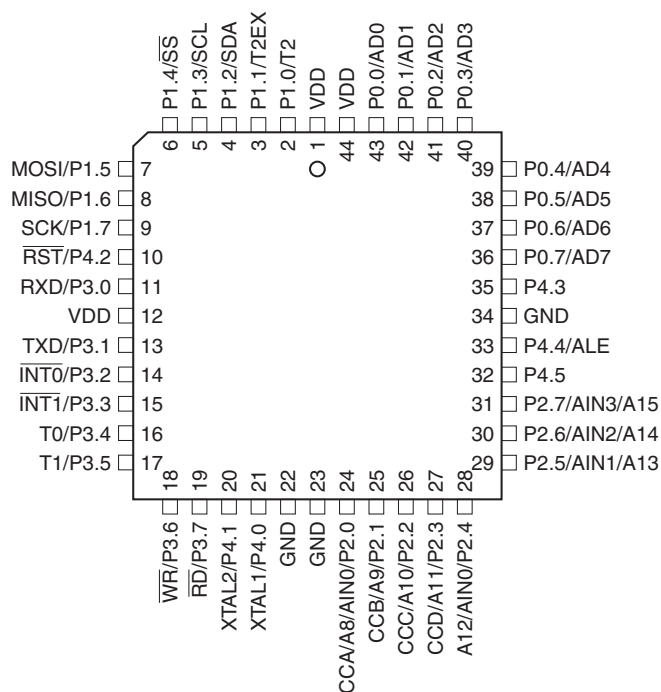 P1.4/S̅S̅
P1.3/SCL
P1.2/SDA
P1.1/T2EX
P1.0/T2
VDD
VDD
P0.0/AD0
P0.1/AD1
P0.2/AD2
P0.3/AD3
6
5
4
3
2
1
44
43
42
41
40
MOSI/P1.5 7
MISO/P1.6 8
SCK/P1.7 9
R̅S̅T̅/P4.2 10
RXD/P3.0 11
VDD 12
TXD/P3.1 13
I̅N̅T̅0̅/P3.2 14
I̅N̅T̅1̅/P3.3 15
T0/P3.4 16
T1/P3.5 17
39 P0.4/AD4
38 P0.5/AD5
37 P0.6/AD6
36 P0.7/AD7
35 P4.3
34 GND
33 P4.4/ALE
32 P4.5
31 P2.7/AIN3/A15
30 P2.6/AIN2/A14
29 P2.5/AIN1/A13
18
19
20
21
22
23
24
25
26
27
28
W̅R̅/P3.6
R̅D̅/P3.7
XTAL2/P4.1
XTAL1/P4.0
GND
GND
CCA/A8/AIN0/P2.0
CCB/A9/P2.1
CCC/A10/P2.2
CCD/A11/P2.3
A12/AIN0/P2.4